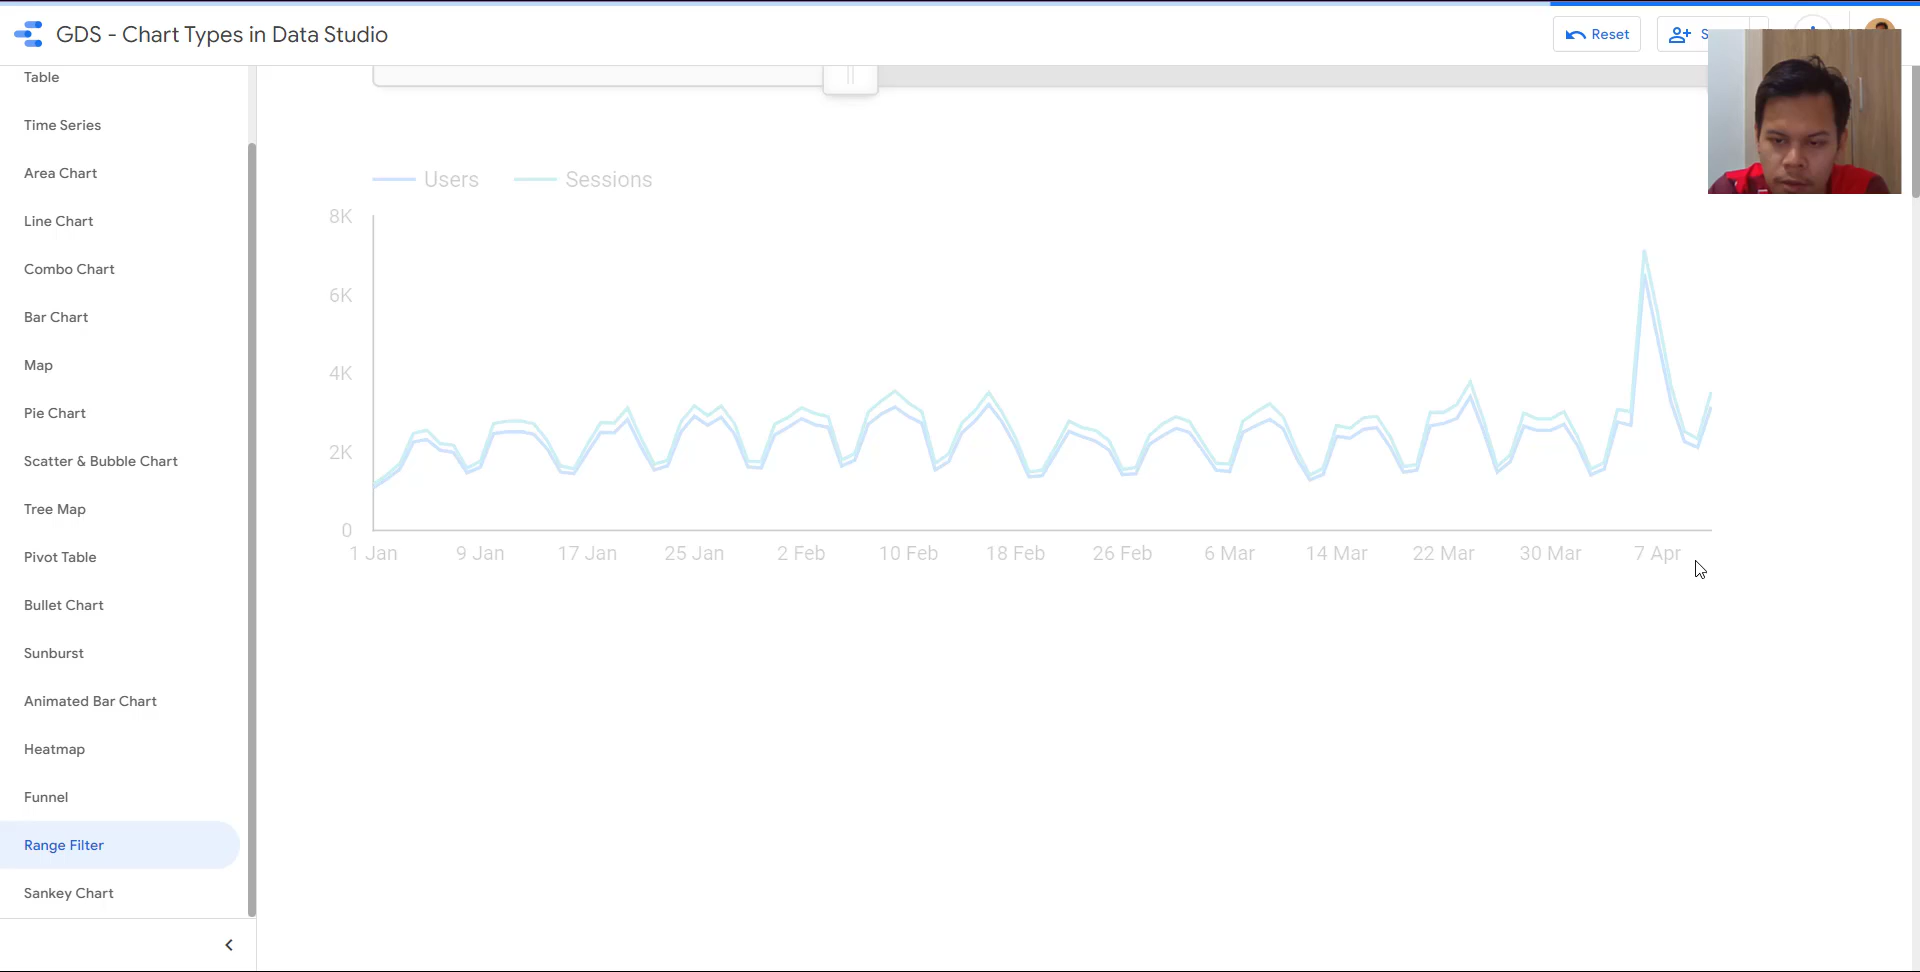 GDS - Chart Types in Data Studio
Reset
Table
Time Series
Area Chart
Line Chart
Combo Chart
Bar Chart
Map
Pie Chart
Scatter & Bubble Chart
Tree Map
Pivot Table
Bullet Chart
Sunburst
Animated Bar Chart
Heatmap
Funnel
Range Filter
Sankey Chart
Users Sessions
8K
6K
4K
2K
0
1 Jan 9 Jan 17 Jan 25 Jan 2 Feb 10 Feb 18 Feb 26 Feb 6 Mar 14 Mar 22 Mar 30 Mar 7 Apr